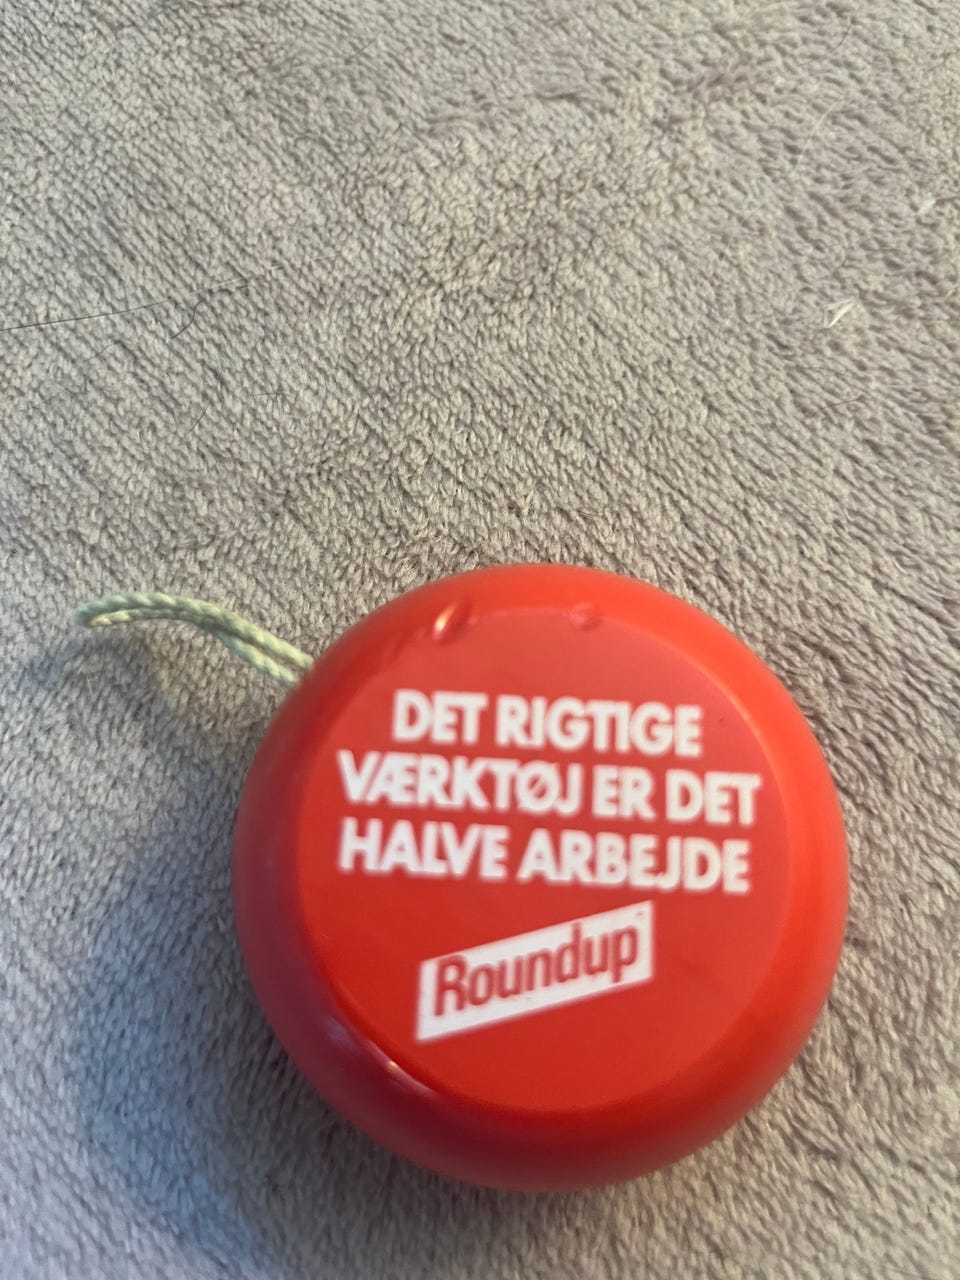 DET RIGTIGE
VÆRKTØJ ER DET
HALVE ARBEJDE
Roundup